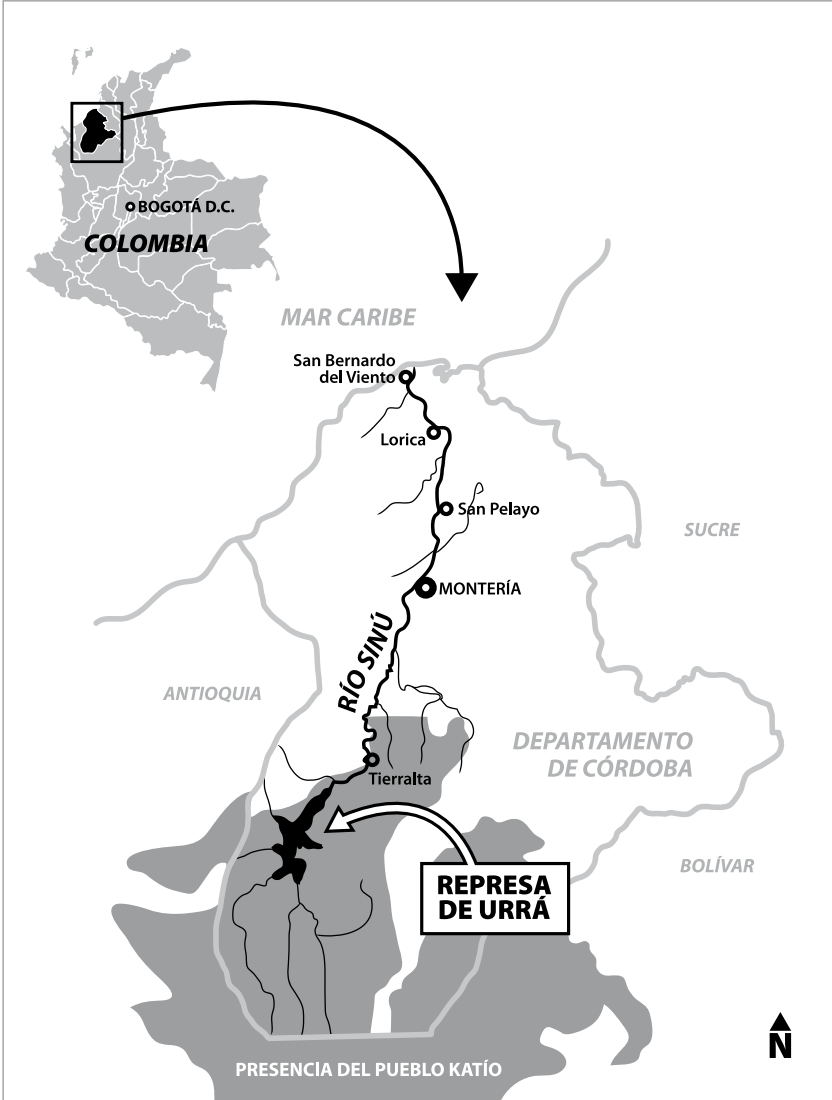 BOGOTÁ D.C.
COLOMBIA
MAR CARIBE
San Bernardo
del Viento
Lorica
San Pelayo
SUCRE
MONTERÍA
RÍO SINÚ
ANTIOQUIA
DEPARTAMENTO
DE CÓRDOBA
Tierralta
BOLÍVAR
REPRESA
DE URRÁ
N
PRESENCIA DEL PUEBLO KATÍO